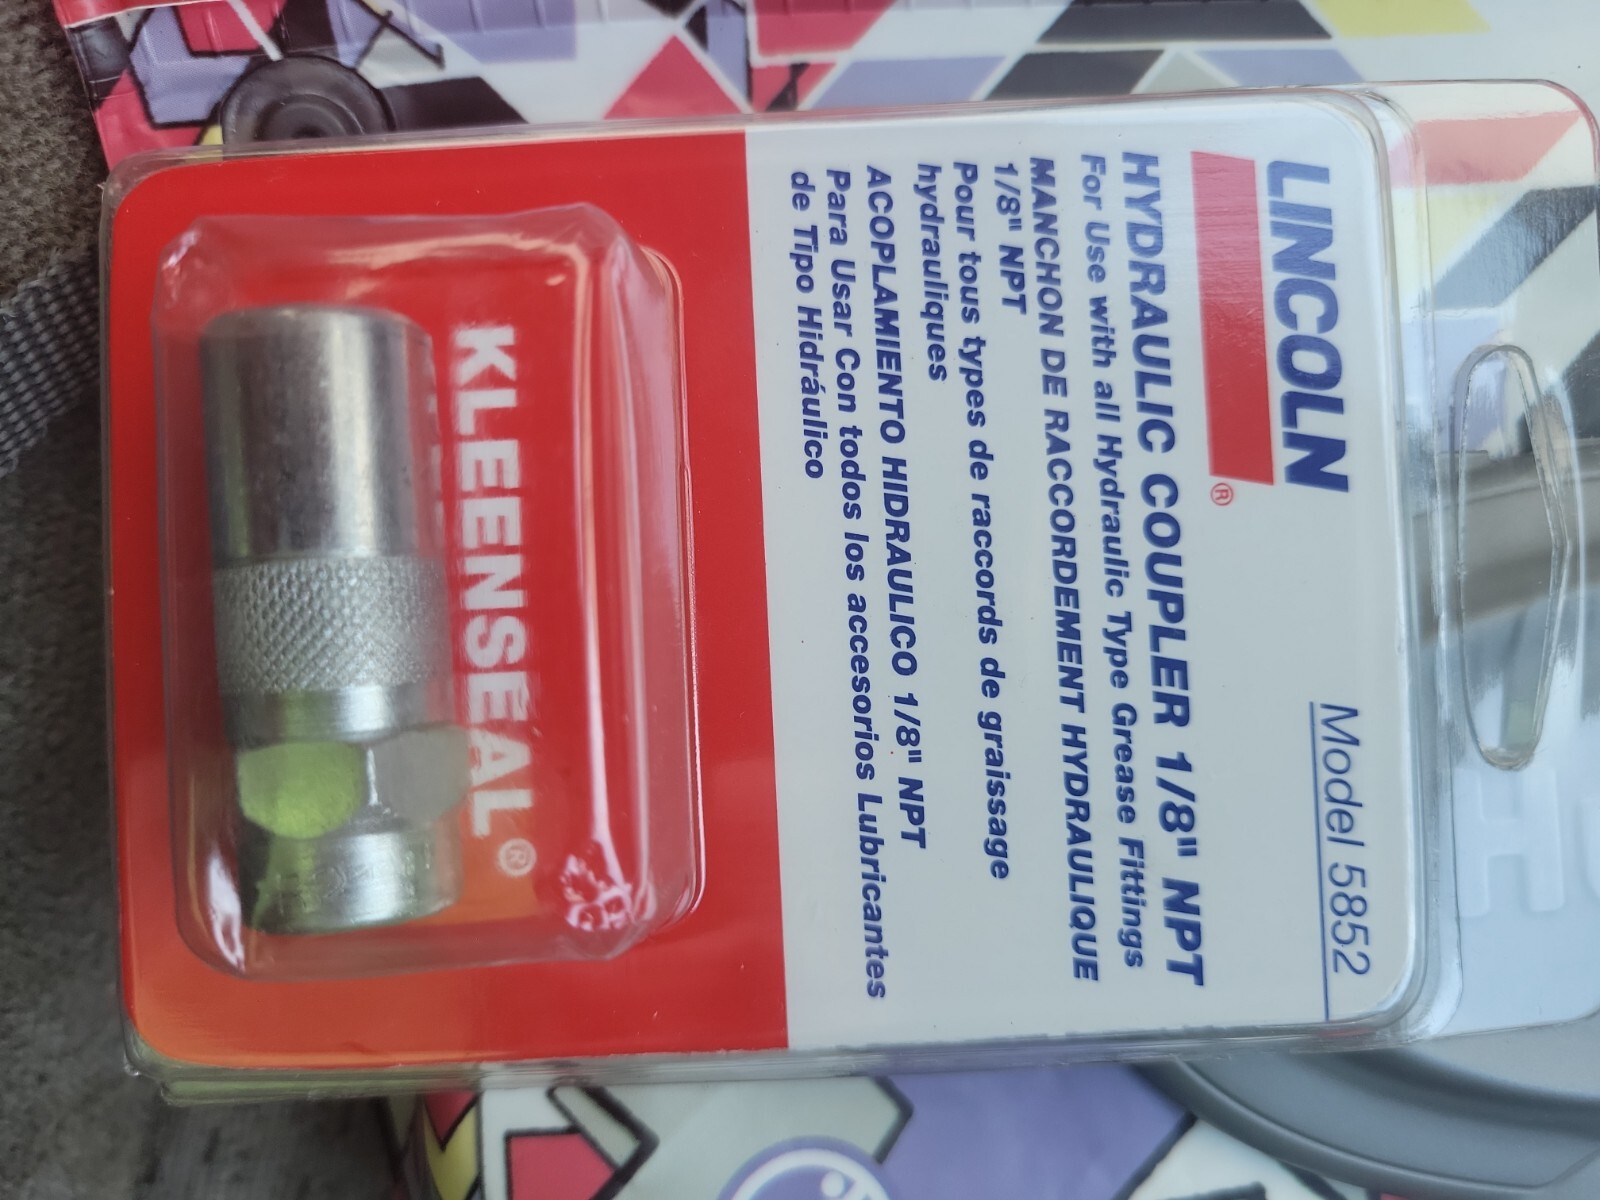 LINCOLN
®
Model 5852
HYDRAULIC COUPLER 1/8" NPT
For Use with all Hydraulic Type Grease Fittings
MANCHON DE RACCORDEMENT HYDRAULIQUE
1/8" NPT
Pour tous types de raccords de graissage
hydrauliques
ACOPLAMIENTO HIDRAULICO 1/8" NPT
Para Usar Con todos los accesorios Lubricantes
de Tipo Hidráulico
KLEENSEAL®